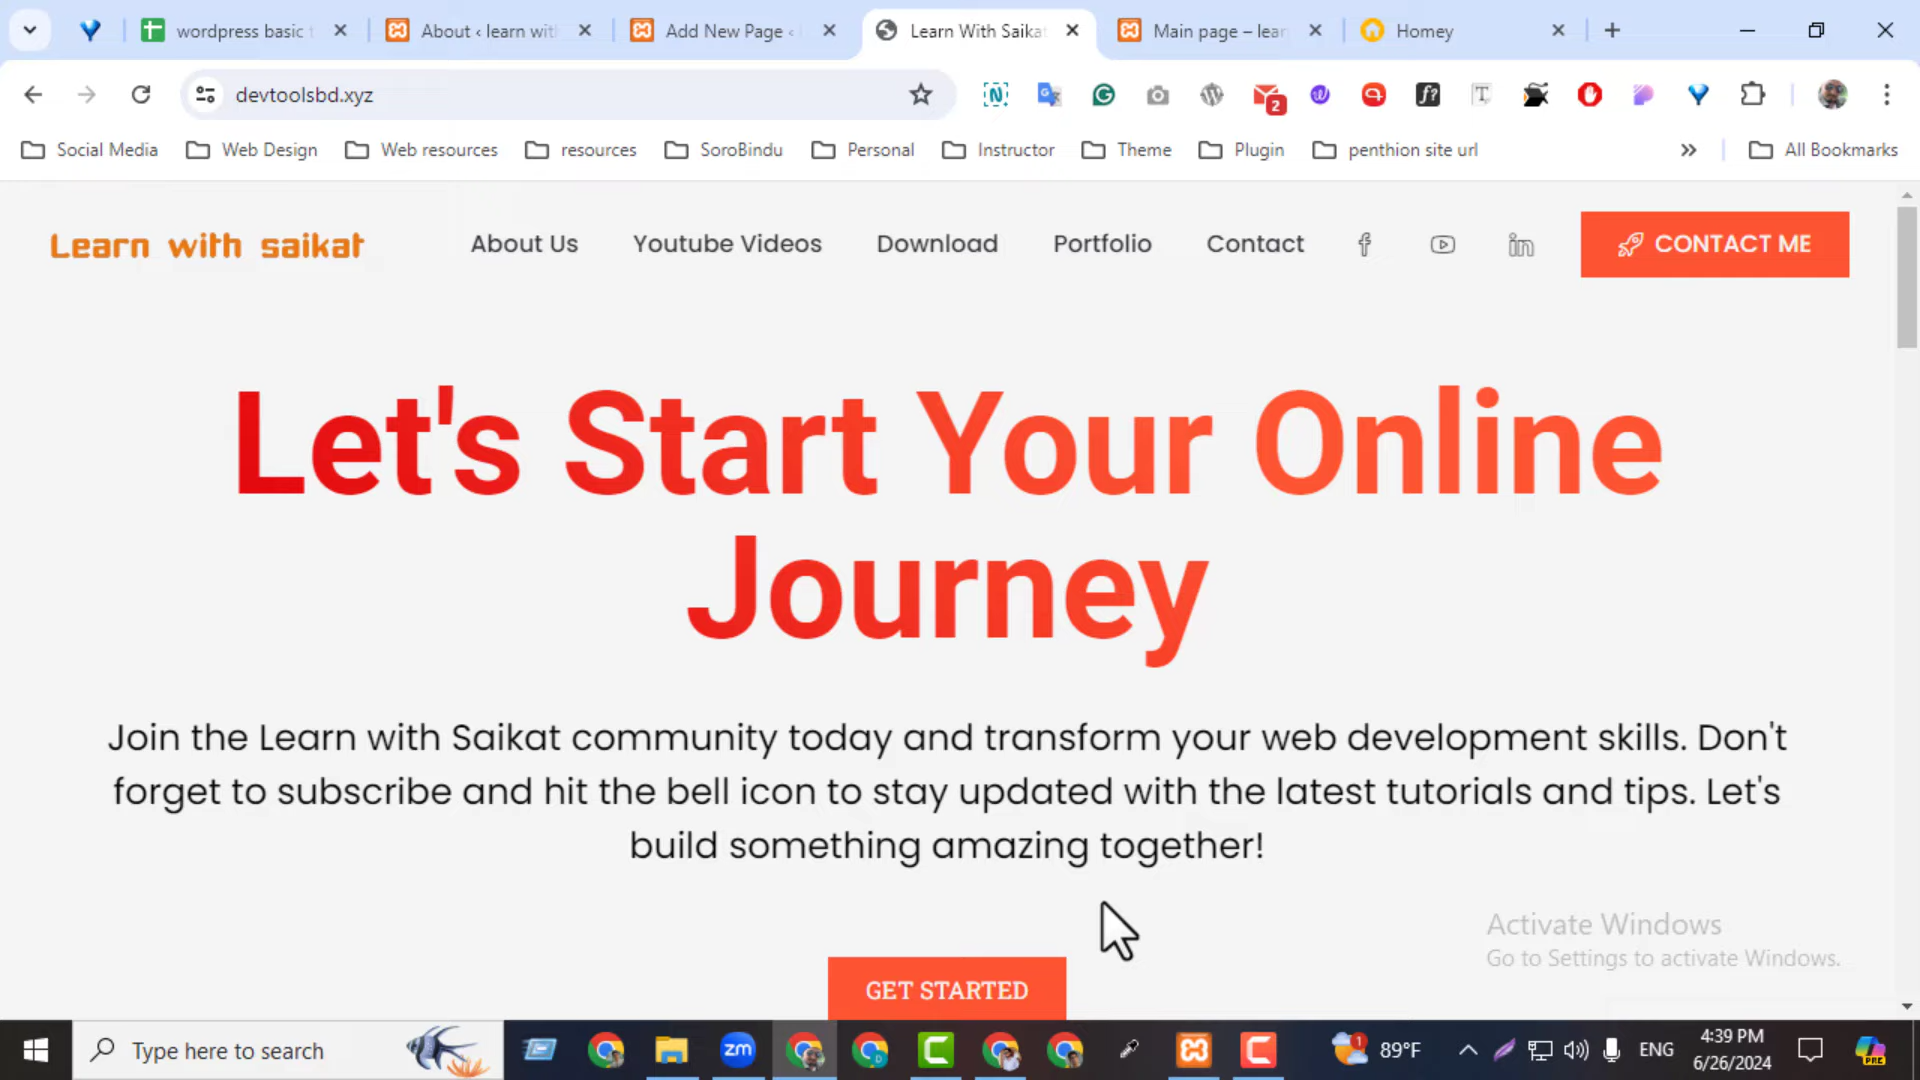 wordpress basic t
About ‹ learn wit
Add New Page ‹
Learn With Saika
Main page – lear
Homey
devtoolsbd.xyz
2
Social Media
Web Design
Web resources
resources
SoroBindu
Personal
Instructor
Theme
Plugin
penthion site url
All Bookmarks
Learn with saikat
About Us
Youtube Videos
Download
Portfolio
Contact
CONTACT ME
Let's Start Your Online
Journey
Join the Learn with Saikat community today and transform your web development skills. Don't
forget to subscribe and hit the bell icon to stay updated with the latest tutorials and tips. Let's
build something amazing together!
GET STARTED
Activate Windows
Go to Settings to activate Windows.
Type here to search
zm
89°F
ENG
4:39 PM
6/26/2024
PRE